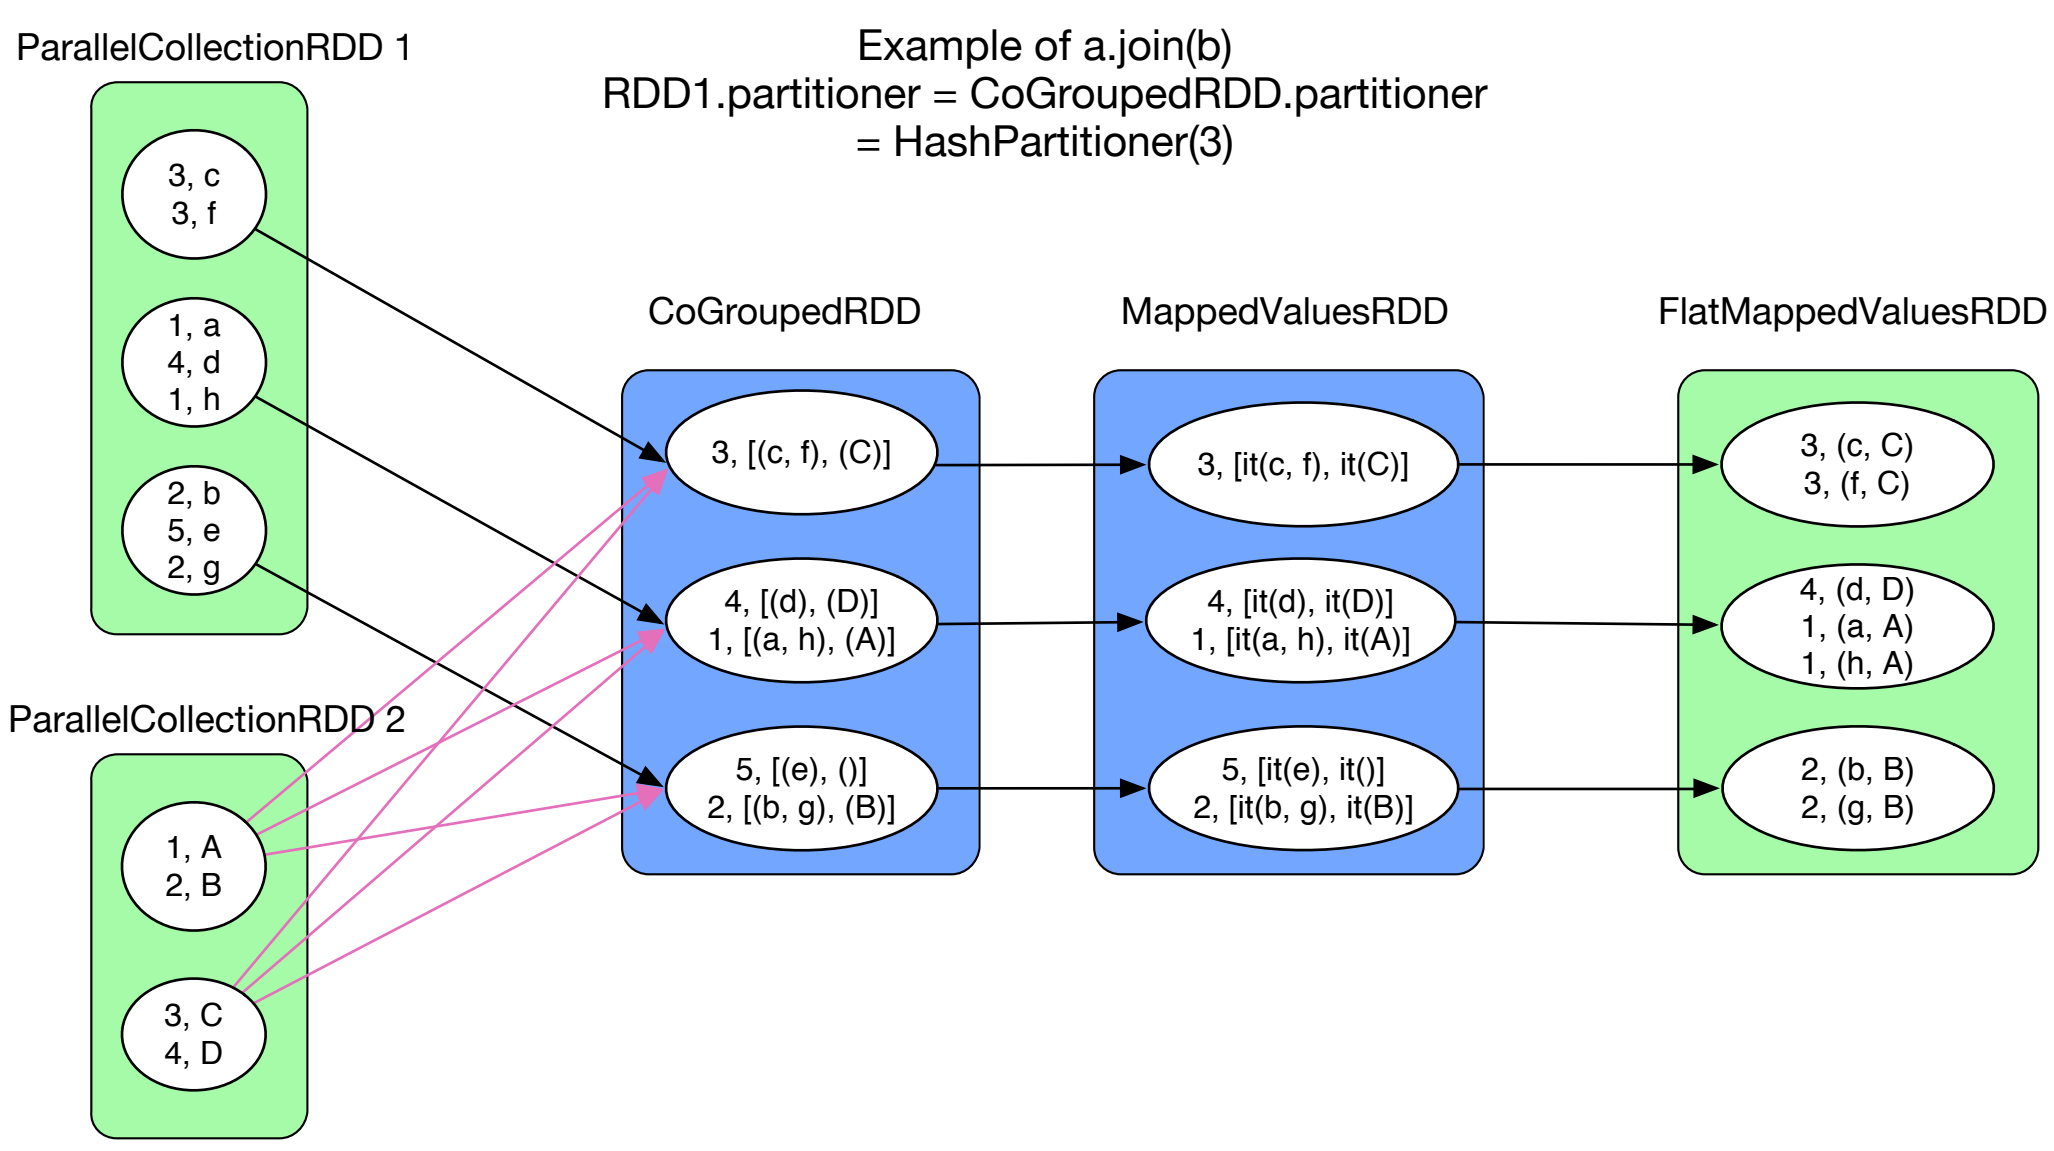 ParallelCollectionRDD 1
Example of a.join(b)
RDD1.partitioner = CoGroupedRDD.partitioner
= HashPartitioner(3)
3, c
3, f
1, a
4, d
1, h
2, b
5, e
2, g
ParallelCollectionRDD 2
1, A
2, B
3, C
4, D
CoGroupedRDD
3, [(c, f), (C)]
4, [(d), (D)]
1, [(a, h), (A)]
5, [(e), ()]
2, [(b, g), (B)]
MappedValuesRDD
3, [it(c, f), it(C)]
4, [it(d), it(D)]
1, [it(a, h), it(A)]
5, [it(e), it()]
2, [it(b, g), it(B)]
FlatMappedValuesRDD
3, (c, C)
3, (f, C)
4, (d, D)
1, (a, A)
1, (h, A)
2, (b, B)
2, (g, B)